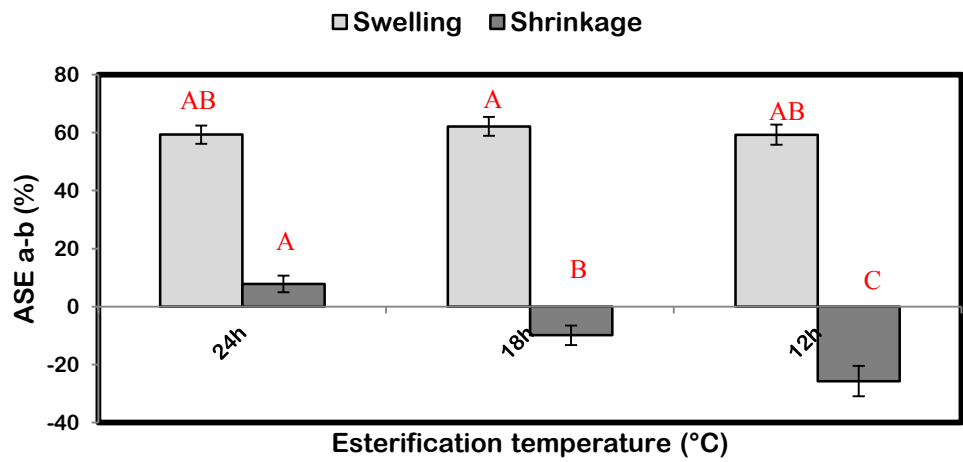 Swelling Shrinkage
80
60
40
20
0
-20
-40
ASE a-b (%)
AB
A
A
B
AB
C
24h
18h
12h
Esterification temperature (°C)